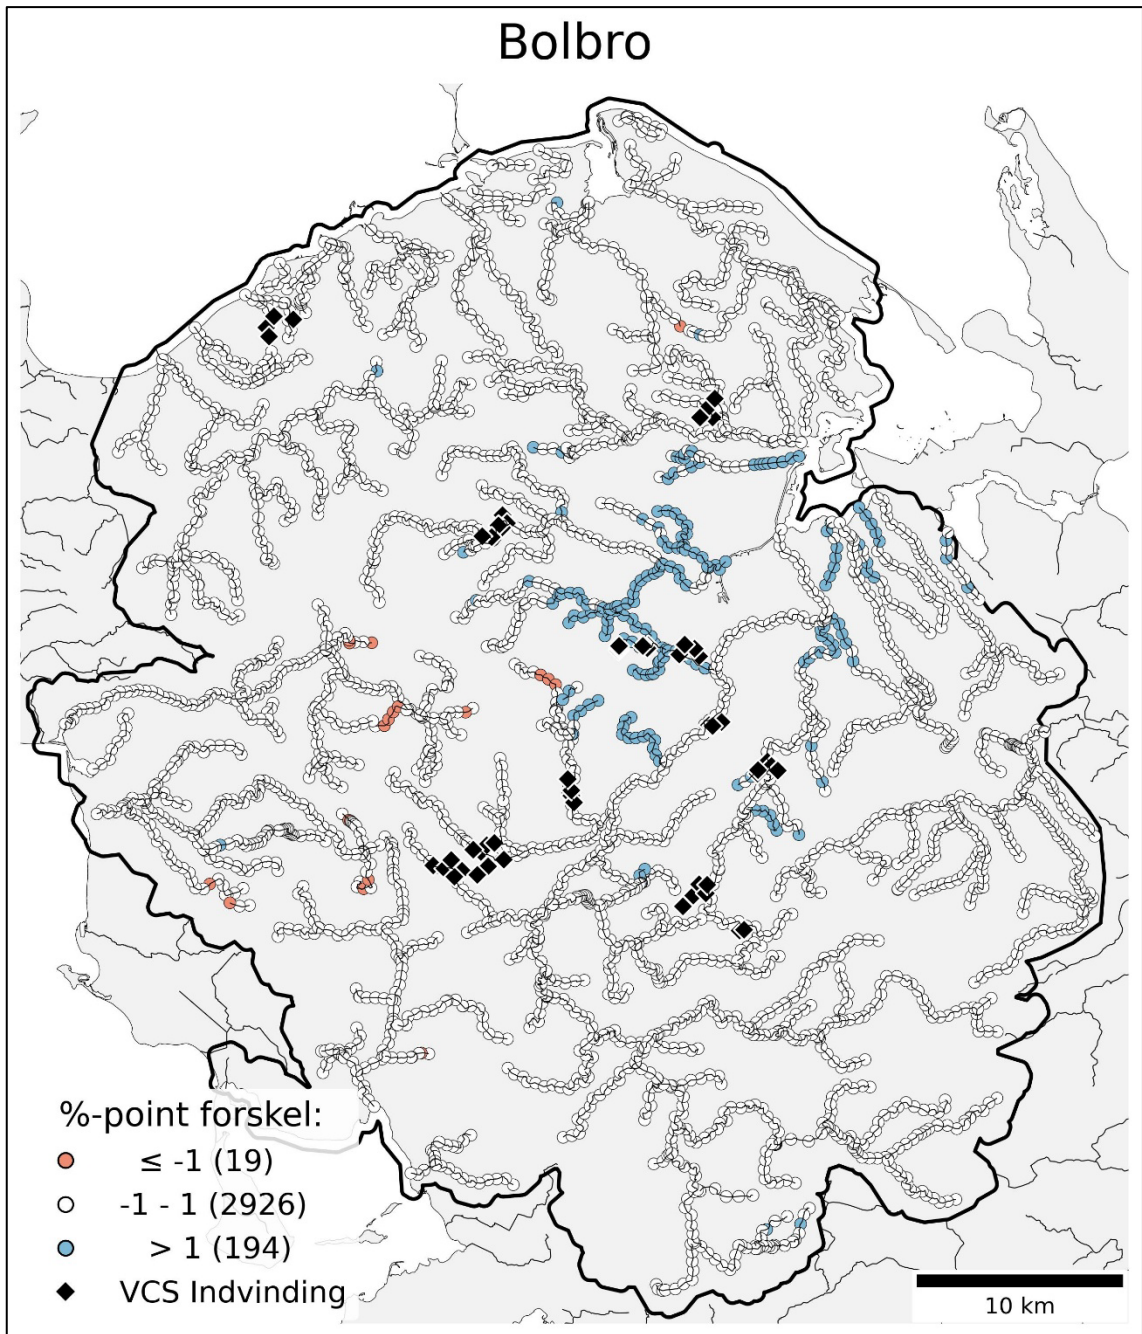 Bolbro
%-point forskel:
≤ -1 (19)
-1 - 1 (2926)
> 1 (194)
VCS Indvinding
10 km